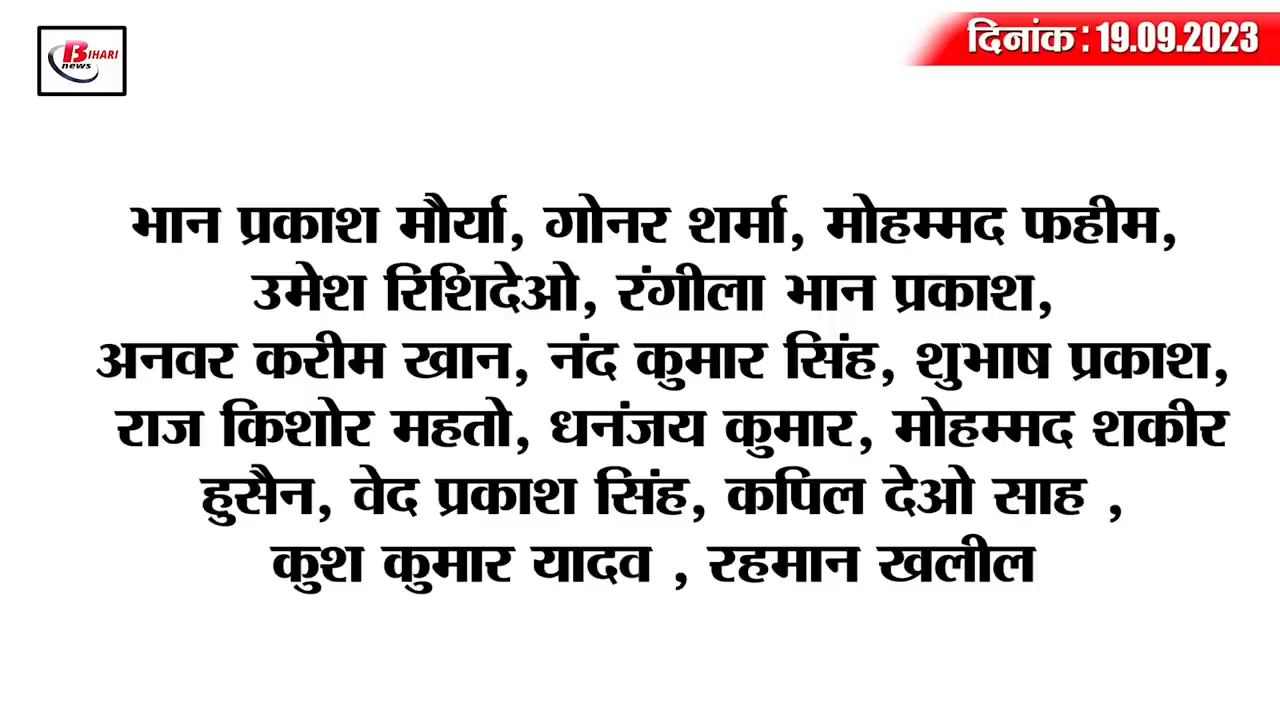 BIHARI
news
दिनांक : 19.09.2023
भान प्रकाश मौर्या, गोनर शर्मा, मोहम्मद फहीम,
उमेश रिशिदेओ, रंगीला भान प्रकाश,
अनवर करीम खान, नंद कुमार सिंह, शुभाष प्रकाश,
राज किशोर महतो, धनंजय कुमार, मोहम्मद शकीर
हुसैन, वेद प्रकाश सिंह, कपिल देओ साह ,
कुश कुमार यादव , रहमान खलील